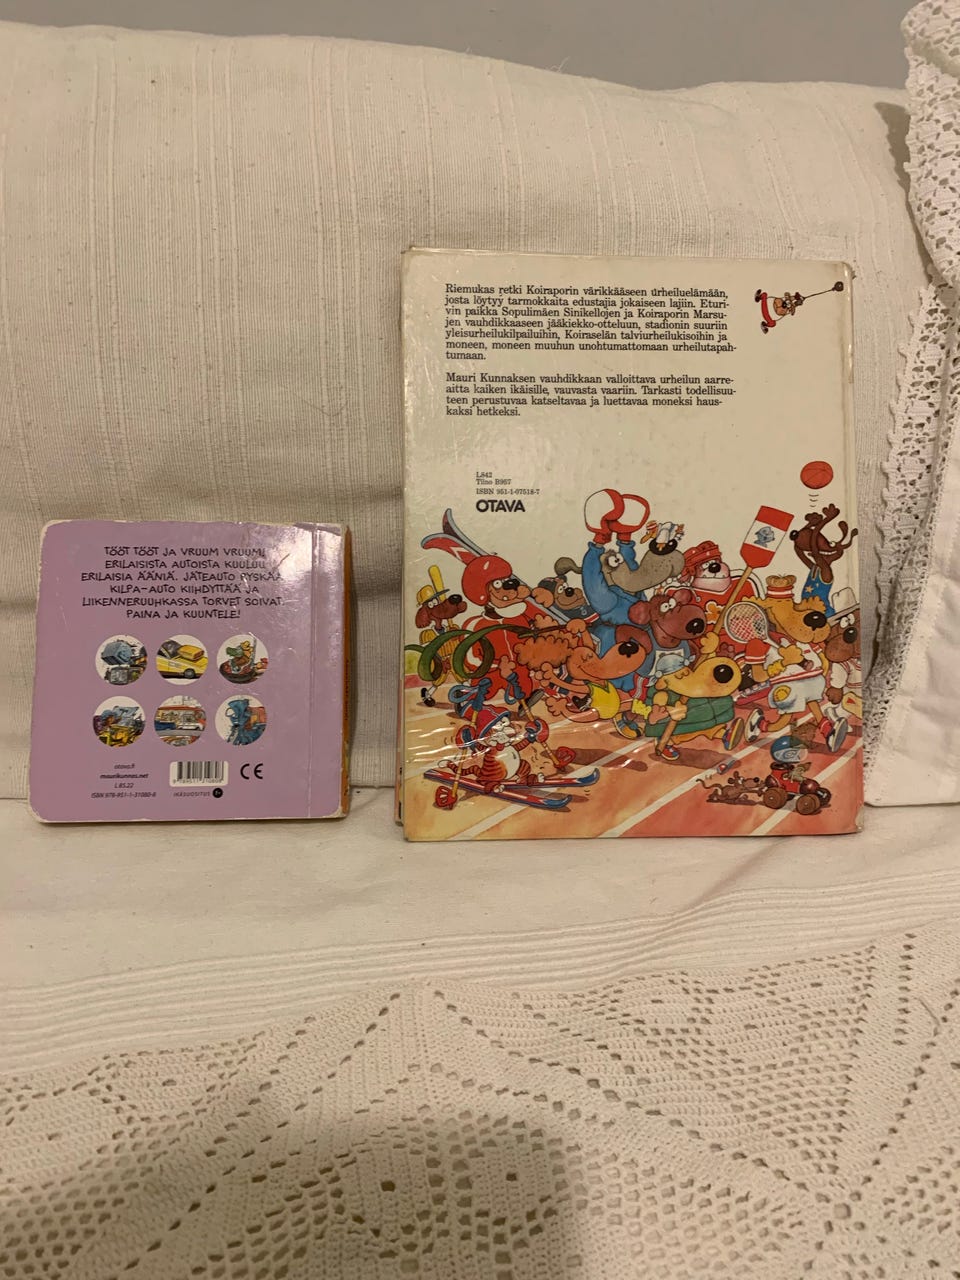 TÖÖT TÖÖT JA VRUUM VRUUM!
ERILAISISTA AUTOISTA KUULUU
ERILAISIA ÄÄNIÄ. JÄTEAUTO RYSKÄÄ,
KILPA-AUTO KIIHDYTTÄÄ JA
LIIKENNERUUHKASSA TORVET SOIVAT.
PAINA JA KUUNTELE!
otava.fi
maurikunnas.net
L 85.22
ISBN 978-951-1-31080-8
IKÄSUOSITUS 1+
CE
Riemukas retki Koiraporin värikkääseen urheiluelämään,
josta löytyy tarmokkaita edustajia jokaiseen lajiin. Eturi-
vin paikka Sopulimäen Sinikellojen ja Koiraporin Marsu-
jen vauhdikkaaseen jääkiekko-otteluun, stadionin suuriin
yleisurheilukilpailuihin, Koiraselän talviurheilukisoihin ja
moneen, moneen muuhun unohtumattomaan urheilutapah-
tumaan.
Mauri Kunnaksen vauhdikkaan valloittava urheilun aarre-
aitta kaiken ikäisille, vauvasta vaariin. Tarkasti todellisuu-
teen perustuvaa katseltavaa ja luettavaa moneksi haus-
kaksi hetkeksi.
L842
Tilno B957
ISBN 951-1-07518-7
OTAVA